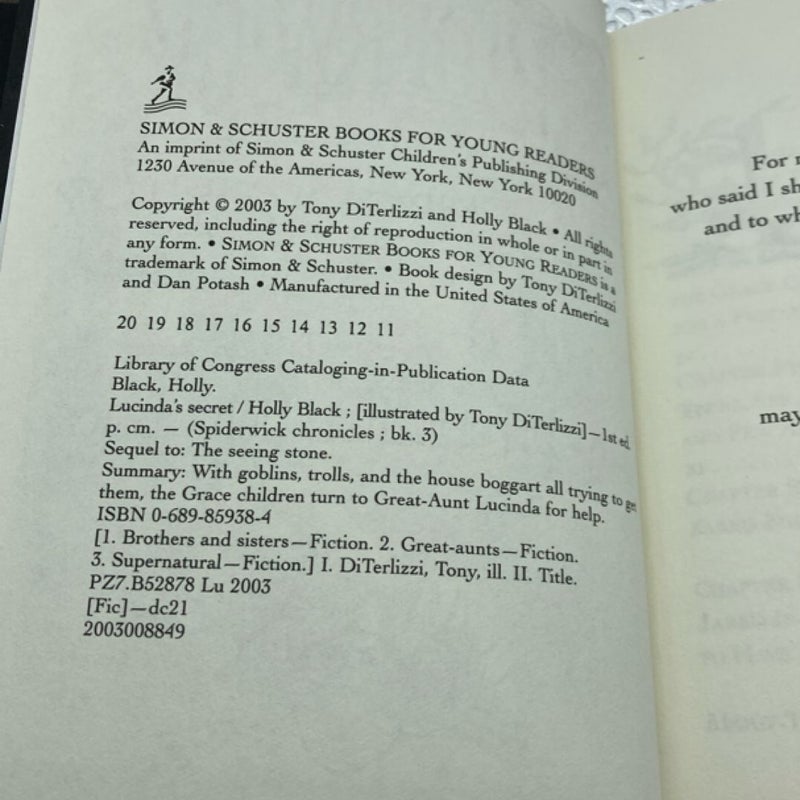 SIMON & SCHUSTER BOOKS FOR YOUNG READERS
An imprint of Simon & Schuster Children's Publishing Division
1230 Avenue of the Americas, New York, New York 10020
Copyright © 2003 by Tony DiTerlizzi and Holly Black • All rights
reserved, including the right of reproduction in whole or in part in
any form. • SIMON & SCHUSTER BOOKS FOR YOUNG READERS is a
trademark of Simon & Schuster. • Book design by Tony DiTerlizzi
and Dan Potash • Manufactured in the United States of America
20 19 18 17 16 15 14 13 12 11
Library of Congress Cataloging-in-Publication Data
Black, Holly.
Lucinda's secret / Holly Black ; [illustrated by Tony DiTerlizzi]—1st ed.
p. cm. — (Spiderwick chronicles ; bk. 3)
Sequel to: The seeing stone.
Summary: With goblins, trolls, and the house boggart all trying to get
them, the Grace children turn to Great-Aunt Lucinda for help.
ISBN 0-689-85938-4
[1. Brothers and sisters—Fiction. 2. Great-aunts—Fiction.
3. Supernatural—Fiction.] I. DiTerlizzi, Tony, ill. II. Title.
PZ7.B52878 Lu 2003
[Fic]—dc21
2003008849
For
who said I sh
and to wh
may